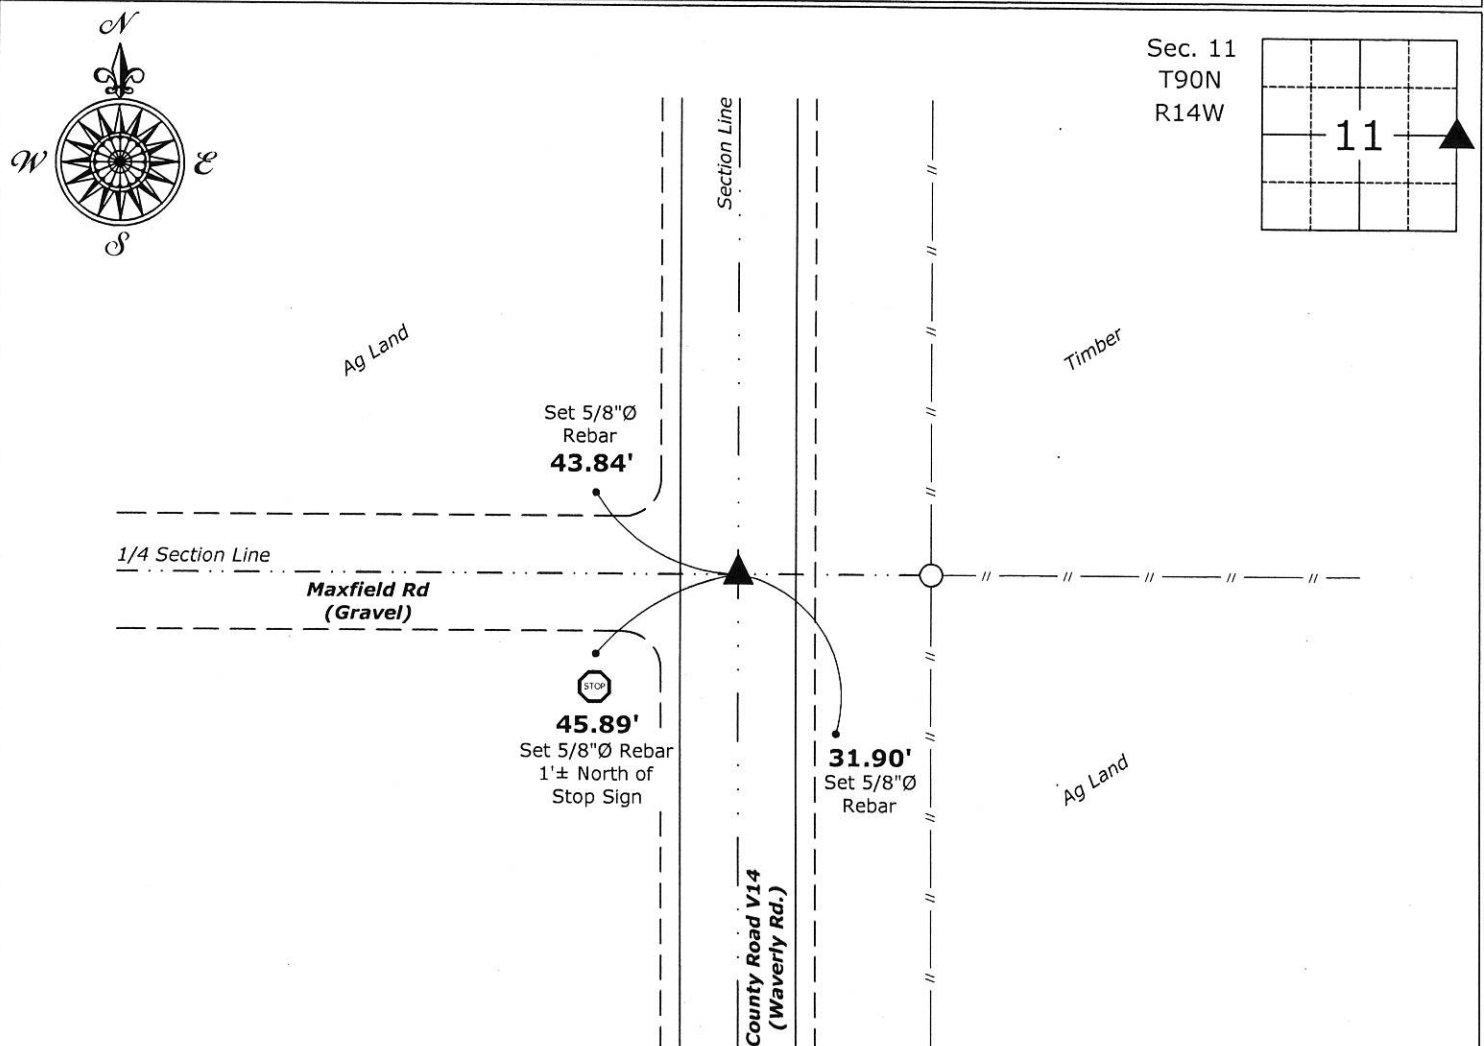 N
W
E
S
Sec. 11
T90N
R14W
11
Section Line
Ag Land
Timber
Set 5/8"Ø
Rebar
43.84'
1/4 Section Line
Maxfield Rd
(Gravel)
STOP
45.89'
Set 5/8"Ø Rebar
1'± North of
Stop Sign
31.90'
Set 5/8"Ø
Rebar
Ag Land
County Road V14
(Waverly Rd.)